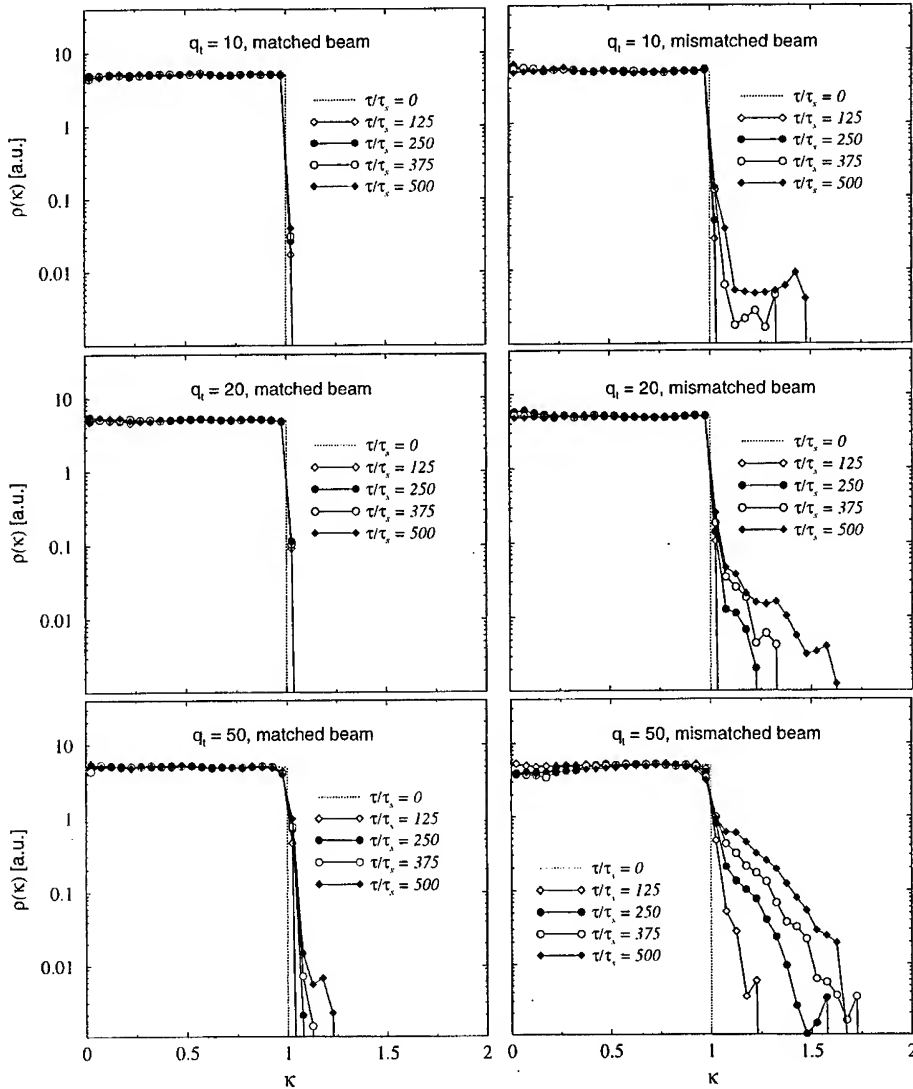 q_t = 10, matched beam
τ/τ_s = 0
τ/τ_s = 125
τ/τ_s = 250
τ/τ_s = 375
τ/τ_s = 500
ρ(κ) [a.u.]
10
1
0.1
0.01
q_t = 10, mismatched beam
τ/τ_s = 0
τ/τ_s = 125
τ/τ_s = 250
τ/τ_s = 375
τ/τ_s = 500
q_t = 20, matched beam
τ/τ_s = 0
τ/τ_s = 125
τ/τ_s = 250
τ/τ_s = 375
τ/τ_s = 500
ρ(κ) [a.u.]
10
1
0.1
0.01
q_t = 20, mismatched beam
τ/τ_s = 0
τ/τ_s = 125
τ/τ_s = 250
τ/τ_s = 375
τ/τ_s = 500
q_t = 50, matched beam
τ/τ_s = 0
τ/τ_s = 125
τ/τ_s = 250
τ/τ_s = 375
τ/τ_s = 500
ρ(κ) [a.u.]
10
1
0.1
0.01
0 0.5 1 1.5 2
κ
q_t = 50, mismatched beam
τ/τ_s = 0
τ/τ_s = 125
τ/τ_s = 250
τ/τ_s = 375
τ/τ_s = 500
0 0.5 1 1.5 2
κ